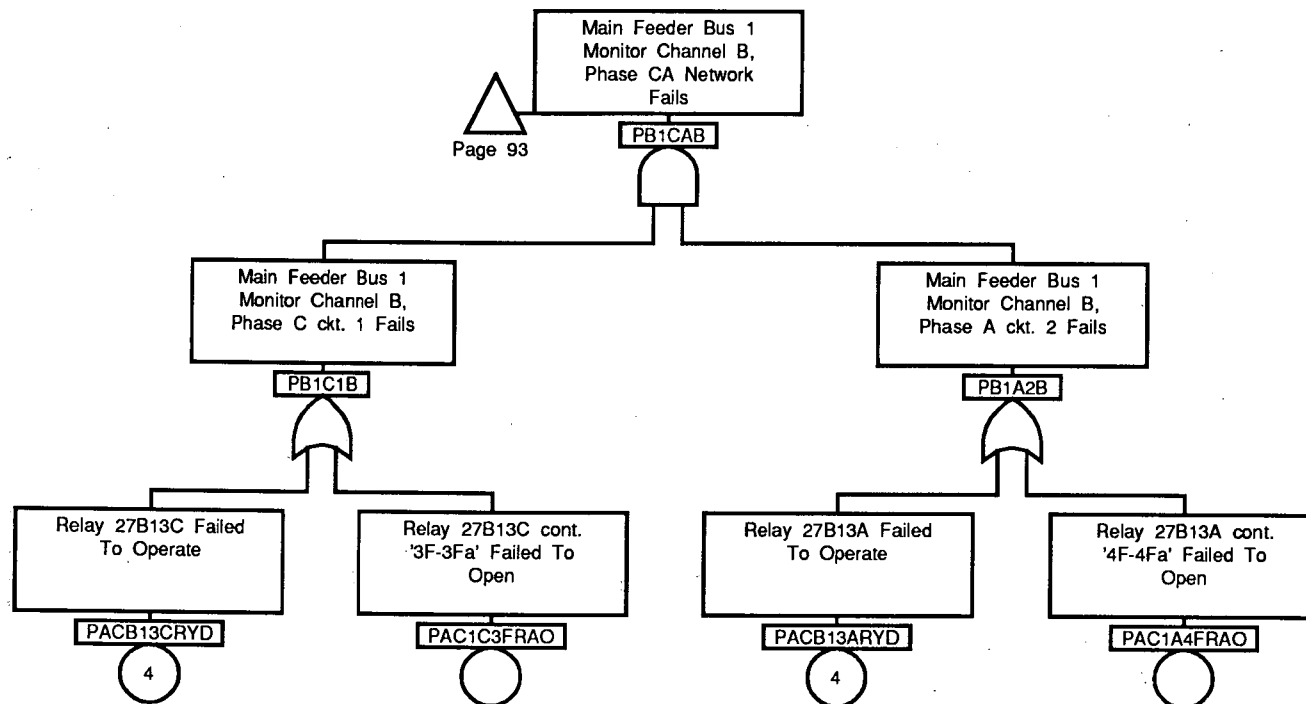 Main Feeder Bus 1
Monitor Channel B,
Phase CA Network
Fails
Page 93
PB1CAB
Main Feeder Bus 1
Monitor Channel B,
Phase C ckt. 1 Fails
PB1C1B
Main Feeder Bus 1
Monitor Channel B,
Phase A ckt. 2 Fails
PB1A2B
Relay 27B13C Failed
To Operate
PACB13CRYD
4
Relay 27B13C cont.
'3F-3Fa' Failed To
Open
PAC1C3FRAO
Relay 27B13A Failed
To Operate
PACB13ARYD
4
Relay 27B13A cont.
'4F-4Fa' Failed To
Open
PAC1A4FRAO